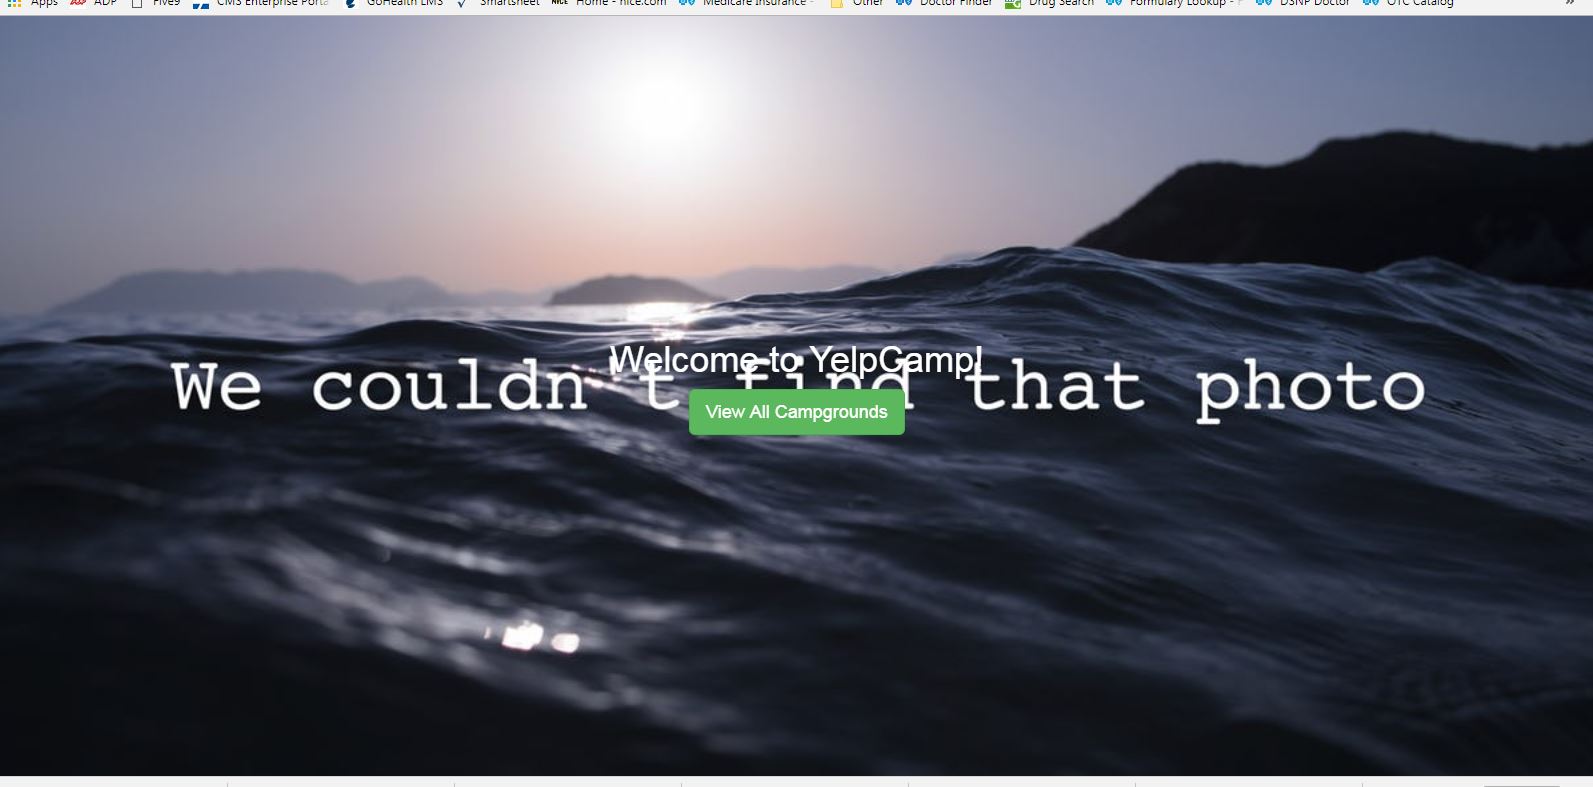 Apps ADP Five9 CMS Enterprise Porta GoHealth LMS Smartsheet NICE Home - nice.com Medicare Insurance - Other Doctor Finder Drug Search Formulary Lookup - DSNP Doctor OTC Catalog »
Welcome to YelpCamp!
We couldn't find that photo
View All Campgrounds